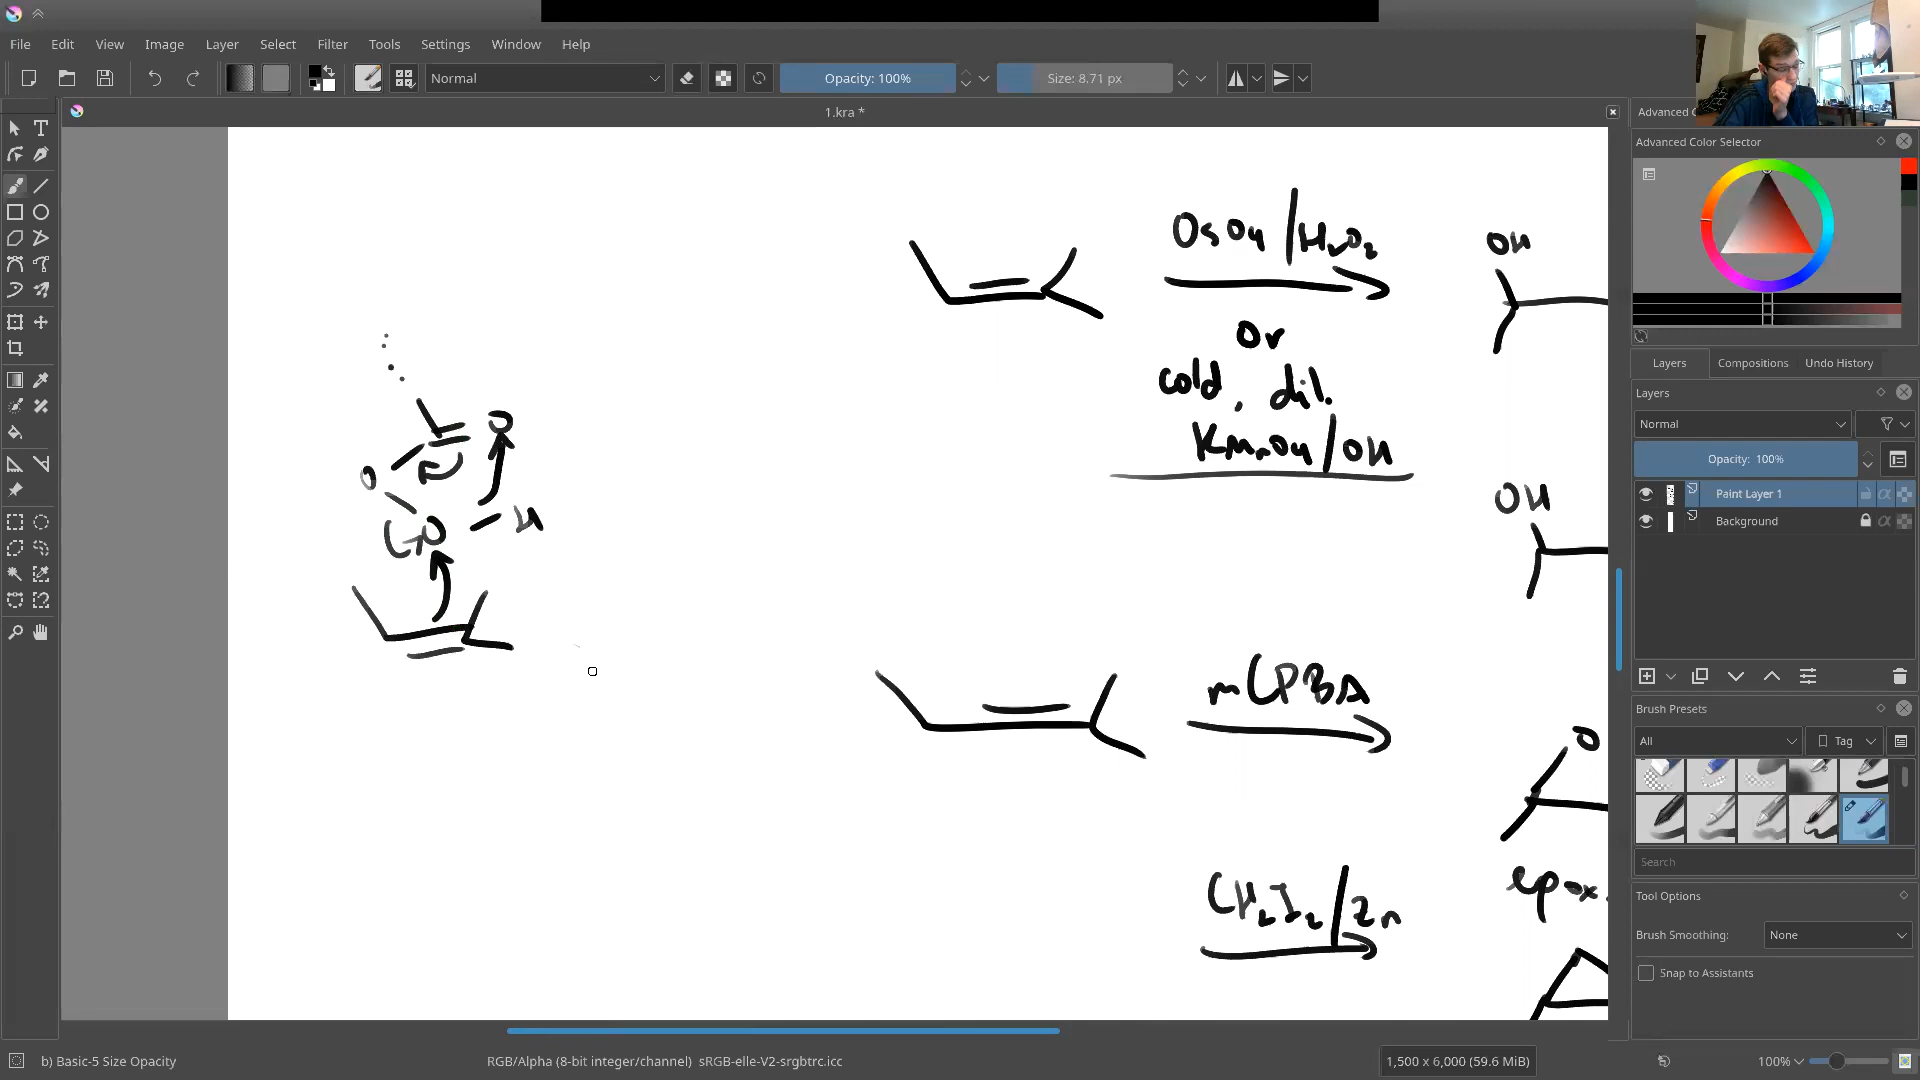 File Edit View Image Layer Select Filter Tools Settings Window Help
Normal
Opacity: 100%
Size: 8.71 px
1.kra *
Advanced C
Advanced Color Selector
OsO4 / H2O2
OH
Or
cold, dil.
KMnO4 / OH
O
O
O
H
OH
mCPBA
O
CH2I2 / Zn
epox
Layers Compositions Undo History
Layers
Normal
Opacity: 100%
Paint Layer 1
Background
Brush Presets
All
Tag
Search
Tool Options
Brush Smoothing: None
Snap to Assistants
b) Basic-5 Size Opacity
RGB/Alpha (8-bit integer/channel) sRGB-elle-V2-srgbtrc.icc
1,500 x 6,000 (59.6 MiB)
100%